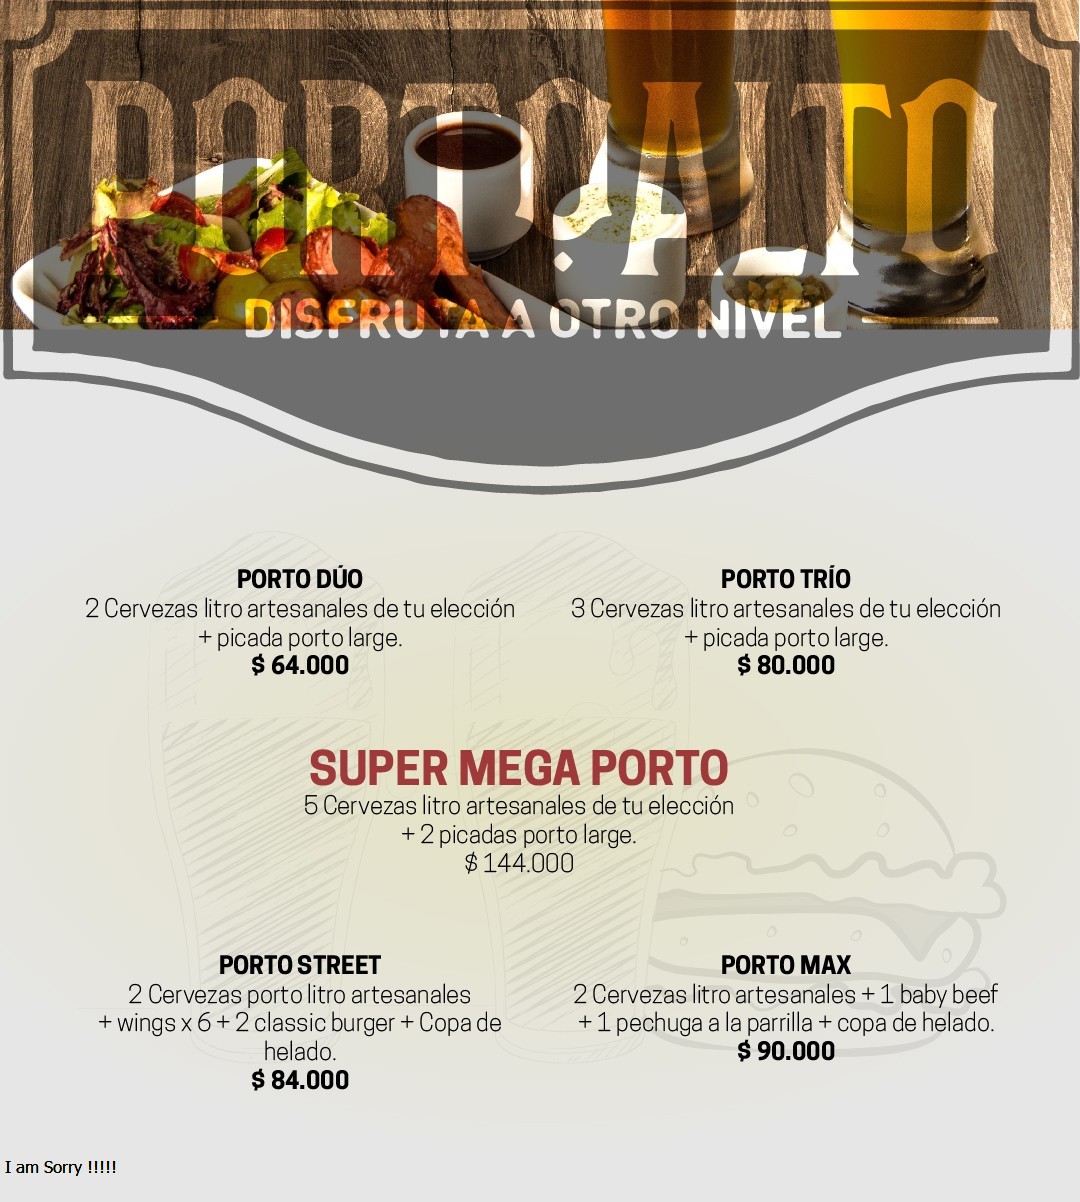 PORTO ALTO
DISFRUTA A OTRO NIVEL
PORTO DÚO
2 Cervezas litro artesanales de tu elección
+ picada porto large.
$ 64.000
PORTO TRÍO
3 Cervezas litro artesanales de tu elección
+ picada porto large.
$ 80.000
SUPER MEGA PORTO
5 Cervezas litro artesanales de tu elección
+ 2 picadas porto large.
$ 144.000
PORTO STREET
2 Cervezas porto litro artesanales
+ wings x 6 + 2 classic burger + Copa de
helado.
$ 84.000
PORTO MAX
2 Cervezas litro artesanales + 1 baby beef
+ 1 pechuga a la parrilla + copa de helado.
$ 90.000
I am Sorry !!!!!